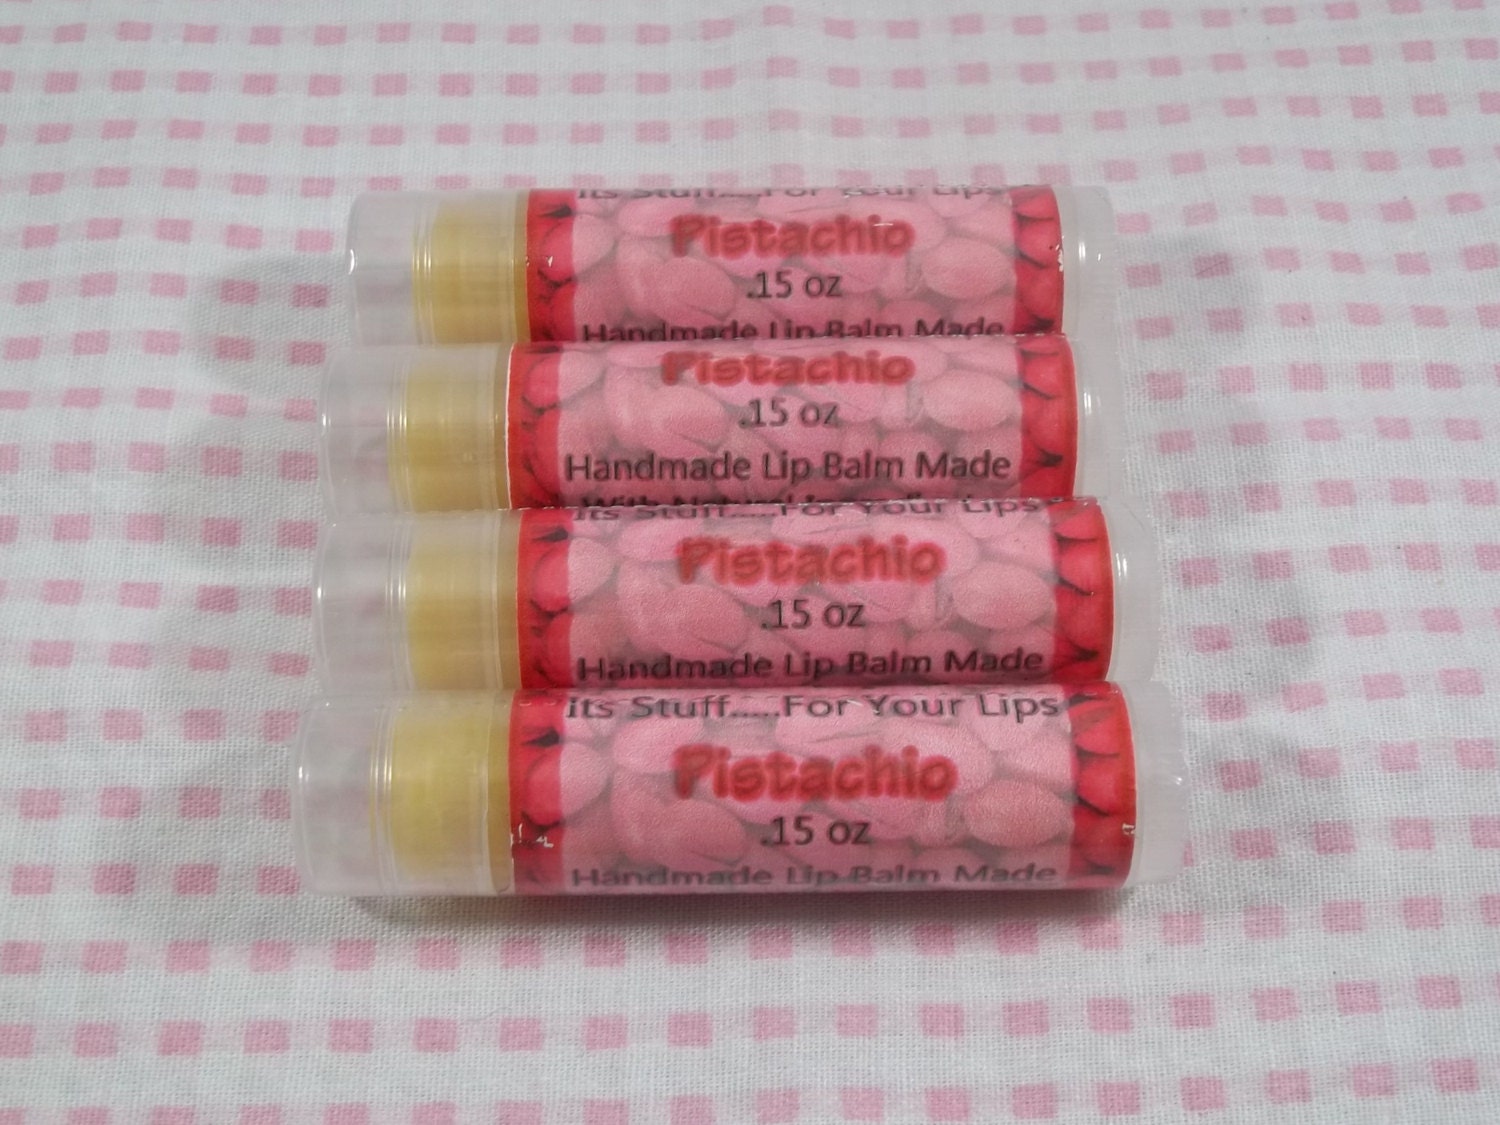 its Stuff.....For Your Lips
Pistachio
.15 oz
Handmade Lip Balm Made
Pistachio
.15 oz
Handmade Lip Balm Made
With Natural
its Stuff.....For Your Lips
Pistachio
.15 oz
Handmade Lip Balm Made
its Stuff.....For Your Lips
Pistachio
.15 oz
Handmade Lip Balm Made